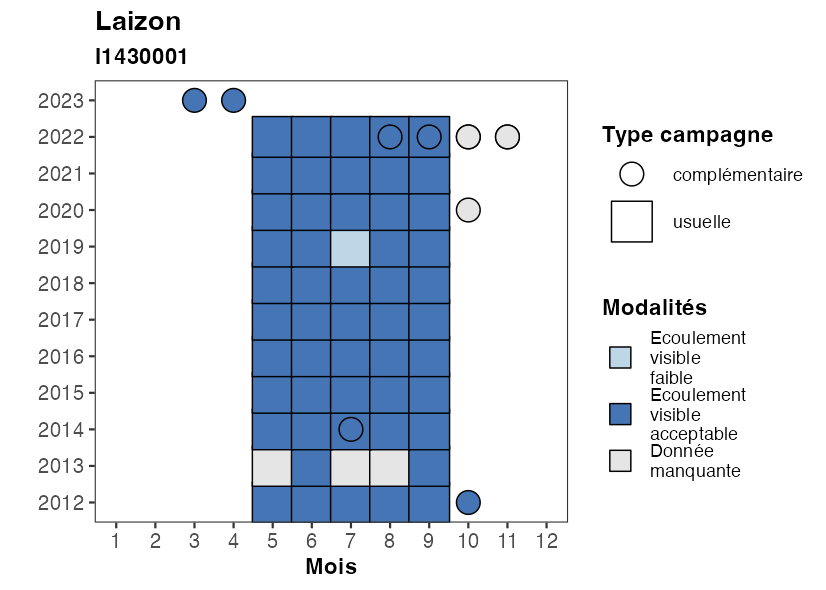 Laizon
I1430001
2023
2022
2021
2020
2019
2018
2017
2016
2015
2014
2013
2012
1 2 3 4 5 6 7 8 9 10 11 12
Mois
Type campagne
complémentaire
usuelle
Modalités
Ecoulement
visible
faible
Ecoulement
visible
acceptable
Donnée
manquante